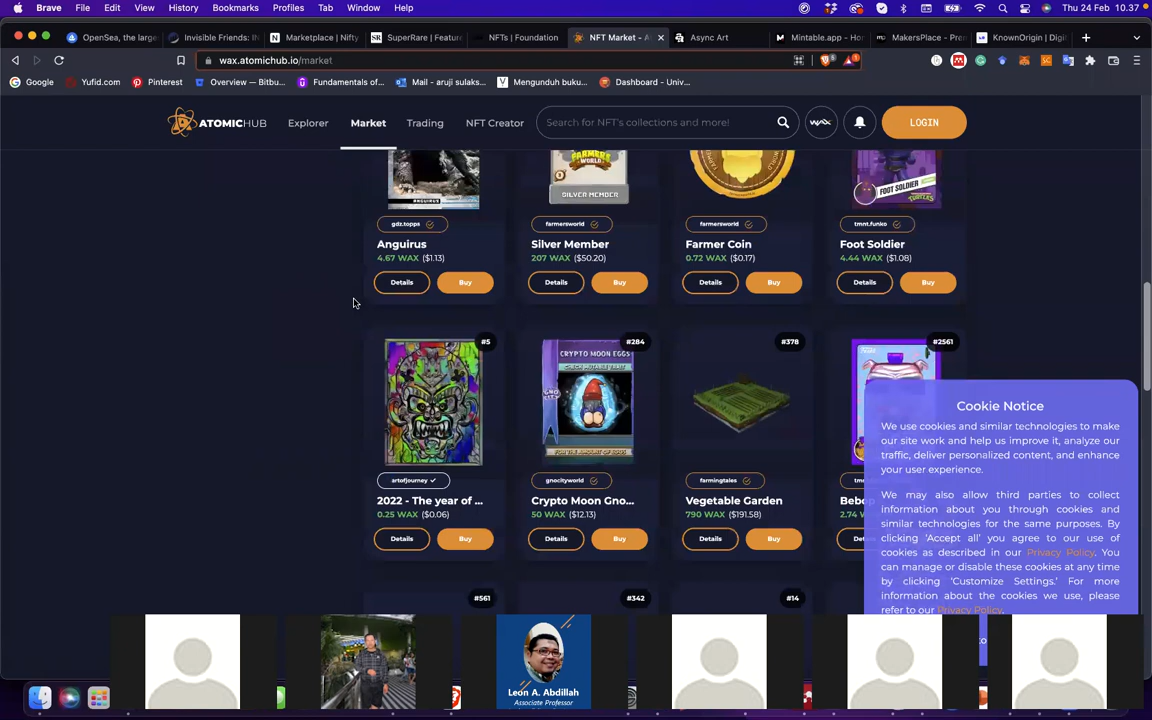 Brave File Edit View History Bookmarks Profiles Tab Window Help Thu 24 Feb 10.37
OpenSea, the large Invisible Friends: IN Marketplace | Nifty SuperRare | Feature NFTs | Foundation NFT Market - A Async Art Mintable.app - Ho MakersPlace - Pre KnownOrigin | Digi
wax.atomichub.io/market
Google Yufid.com Pinterest Overview — Bitbu... Fundamentals of... Mail - aruji sulaks... Mengunduh buku... Dashboard - Univ...
ATOMICHUB Explorer Market Trading NFT Creator Search for NFT's collections and more! LOGIN
ANGUIRUS SILVER MEMBER FOOT SOLDIER
gdz.topps farmersworld farmersworld tmnt.funko
Anguirus Silver Member Farmer Coin Foot Soldier
4.67 WAX ($1.13) 207 WAX ($50.20) 0.72 WAX ($0.17) 4.44 WAX ($1.08)
Details Buy Details Buy Details Buy Details Buy
#5 #284 #378 #2561
CRYPTO MOON EGGS
artofjourney gnocityworld farmingtales
2022 - The year of ... Crypto Moon Gno... Vegetable Garden
0.25 WAX ($0.06) 50 WAX ($12.13) 790 WAX ($191.58) 2.74
Details Buy Details Buy Details Buy
#561 #342 #14
Cookie Notice
We use cookies and similar technologies to make
our site work and help us improve it, analyze our
traffic, deliver personalized content, and enhance
your user experience.
We may also allow third parties to collect
information about you through cookies and
similar technologies for the same purposes. By
clicking 'Accept all' you agree to our use of
cookies as described in our Privacy Policy. You
can manage or disable these cookies at any time
by clicking 'Customize Settings.' For more
information about the cookies we use, please
refer to our Privacy Policy.
Leon A. Abdillah
Associate Professor